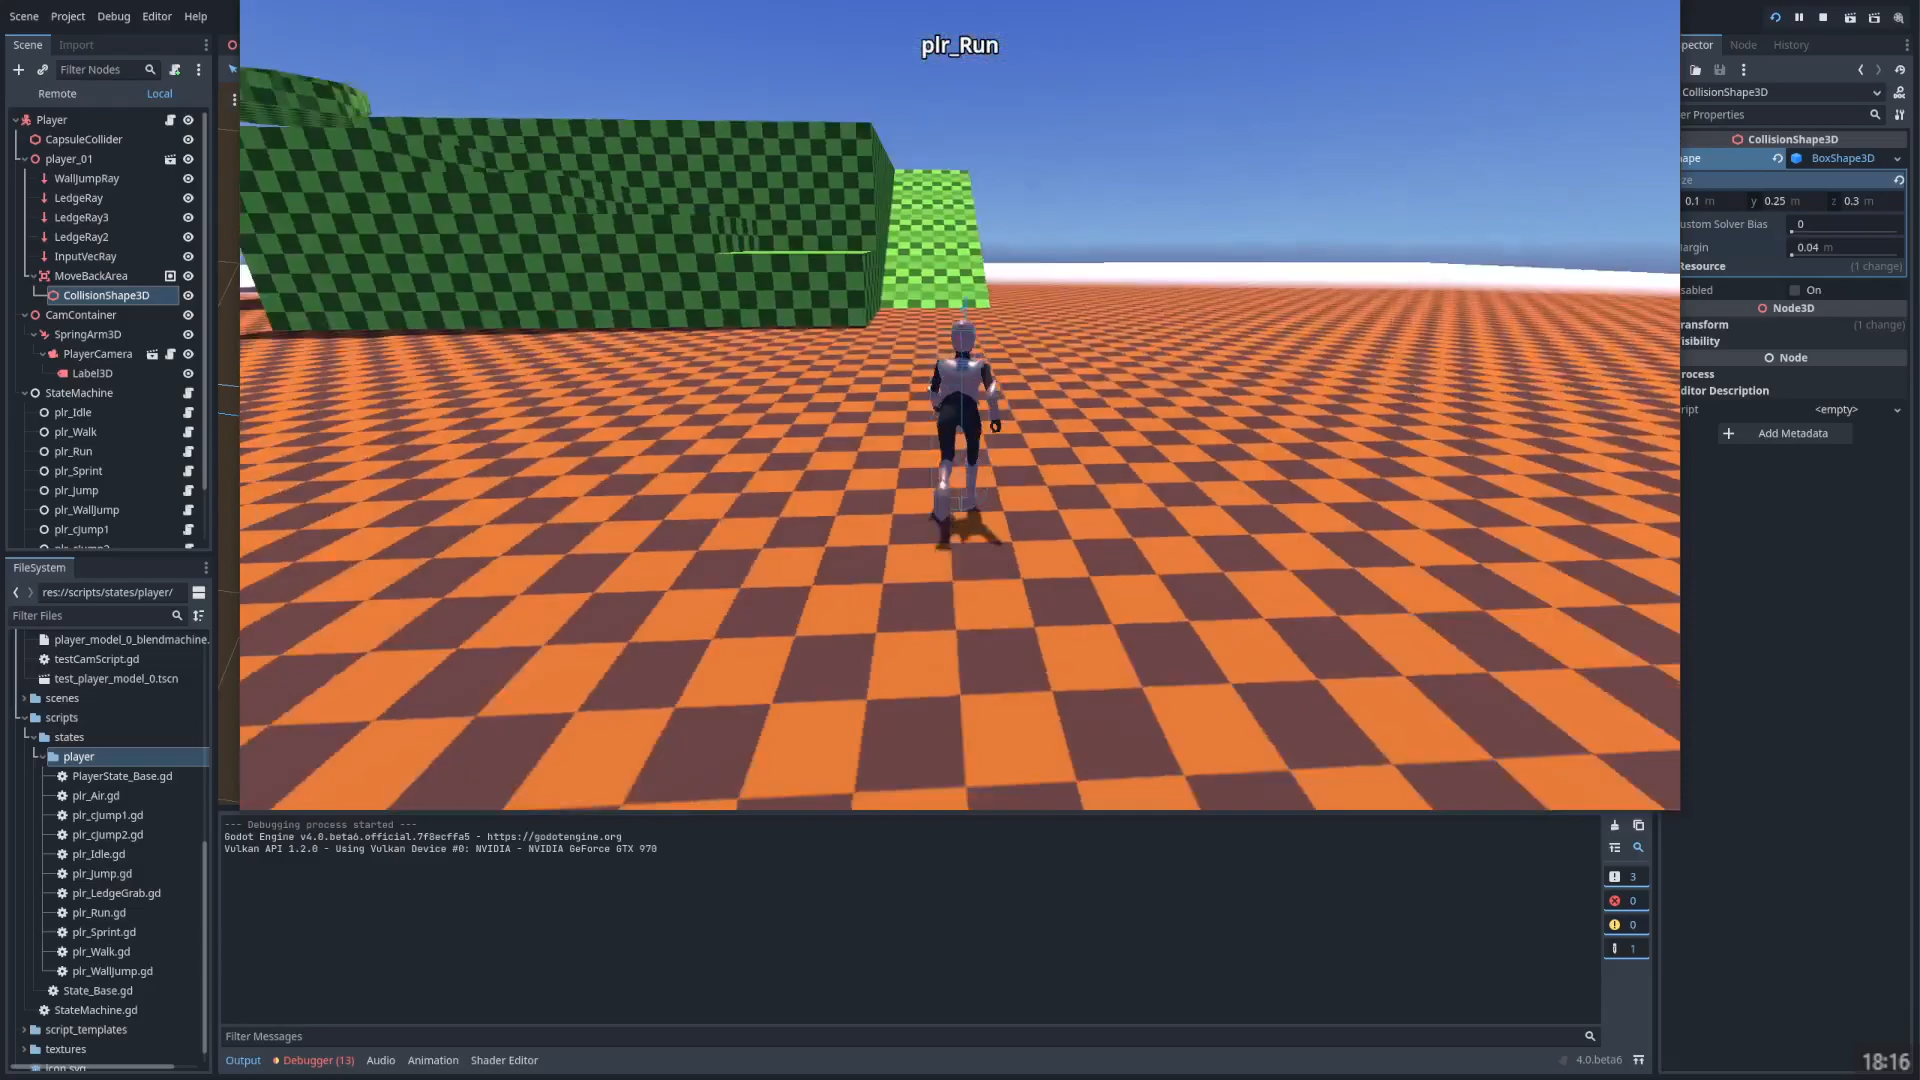 Scene Project Debug Editor Help
Scene Import
Filter Nodes
Remote Local
Player
CapsuleCollider
player_01
WallJumpRay
LedgeRay
LedgeRay3
LedgeRay2
InputVecRay
MoveBackArea
CollisionShape3D
CamContainer
SpringArm3D
PlayerCamera
Label3D
StateMachine
plr_Idle
plr_Walk
plr_Run
plr_Sprint
plr_Jump
plr_WallJump
plr_cJump1
FileSystem
res://scripts/states/player/
Filter Files
player_model_0_blendmachine.
testCamScript.gd
test_player_model_0.tscn
scenes
scripts
states
player
PlayerState_Base.gd
plr_Air.gd
plr_cJump1.gd
plr_cJump2.gd
plr_Idle.gd
plr_Jump.gd
plr_LedgeGrab.gd
plr_Run.gd
plr_Sprint.gd
plr_Walk.gd
plr_WallJump.gd
State_Base.gd
StateMachine.gd
script_templates
textures
icon.svg
plr_Run
--- Debugging process started ---
Godot Engine v4.0.beta6.official.7f8ecffa5 - https://godotengine.org
Vulkan API 1.2.0 - Using Vulkan Device #0: NVIDIA - NVIDIA GeForce GTX 970
3
0
0
1
Filter Messages
Output Debugger (13) Audio Animation Shader Editor
4.0.beta6
pector Node History
CollisionShape3D
er Properties
CollisionShape3D
ape BoxShape3D
ze
0.1 m y 0.25 m z 0.3 m
ustom Solver Bias 0
argin 0.04 m
Resource (1 change)
sabled On
Node3D
ransform (1 change)
isibility
Node
rocess
ditor Description
ript <empty>
Add Metadata
18:16